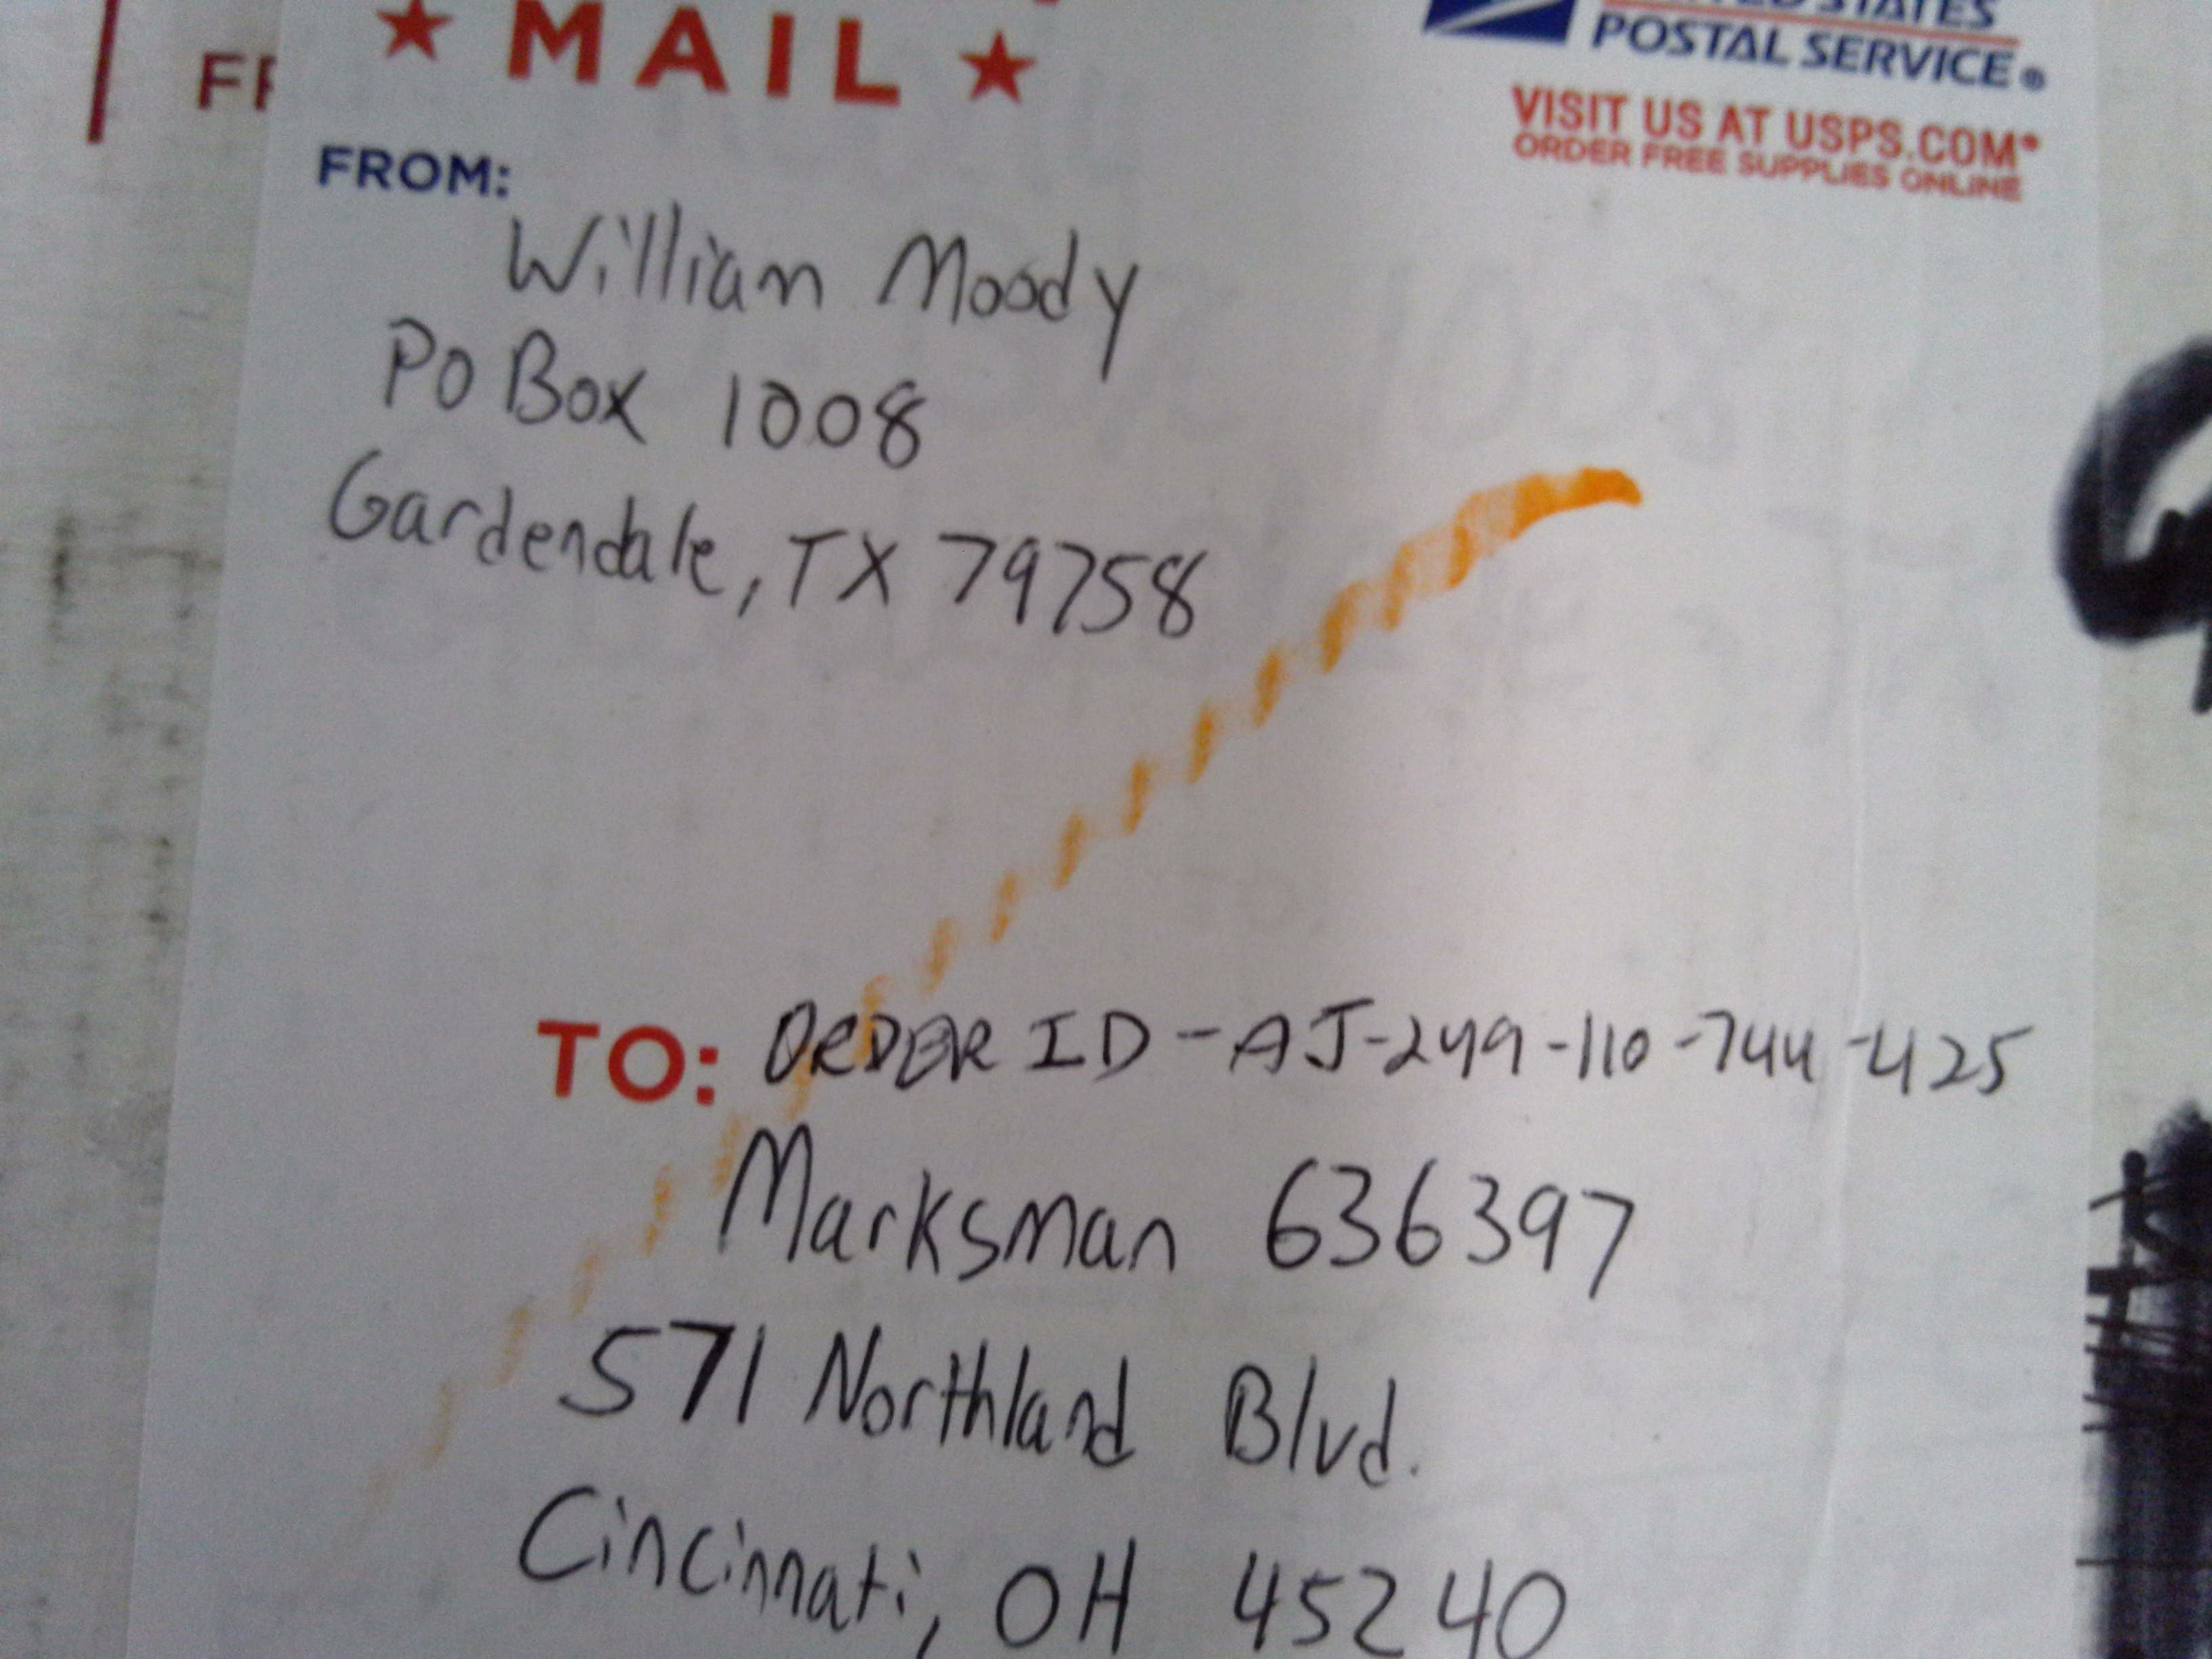 ★ MAIL ★
POSTAL SERVICE®
VISIT US AT USPS.COM®
ORDER FREE SUPPLIES ONLINE
FROM:
William Moody
PO Box 1008
Gardendale, TX 79758
TO: ORDER ID-AJ-249-110-744-425
Marksman 636397
571 Northland Blvd.
Cincinnati, OH 45240